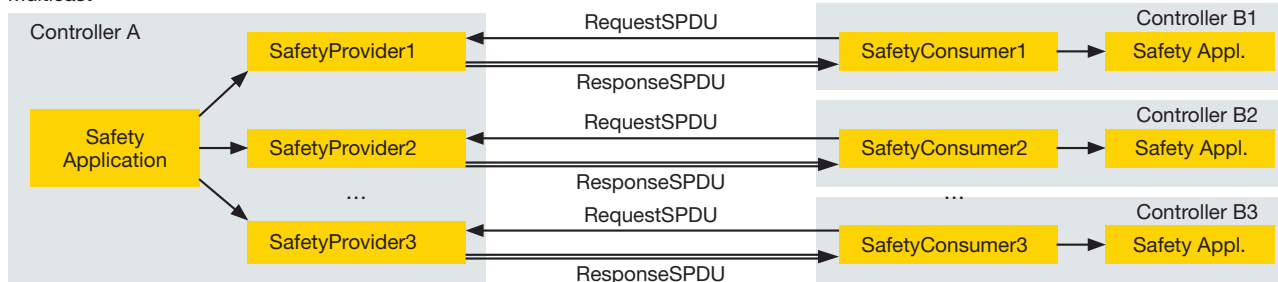 Multicast
Controller A
RequestSPDU
Controller B1
SafetyProvider1
SafetyConsumer1
Safety Appl.
ResponseSPDU
Safety
Application
RequestSPDU
Controller B2
SafetyProvider2
SafetyConsumer2
Safety Appl.
ResponseSPDU
...
...
RequestSPDU
Controller B3
SafetyProvider3
SafetyConsumer3
Safety Appl.
ResponseSPDU